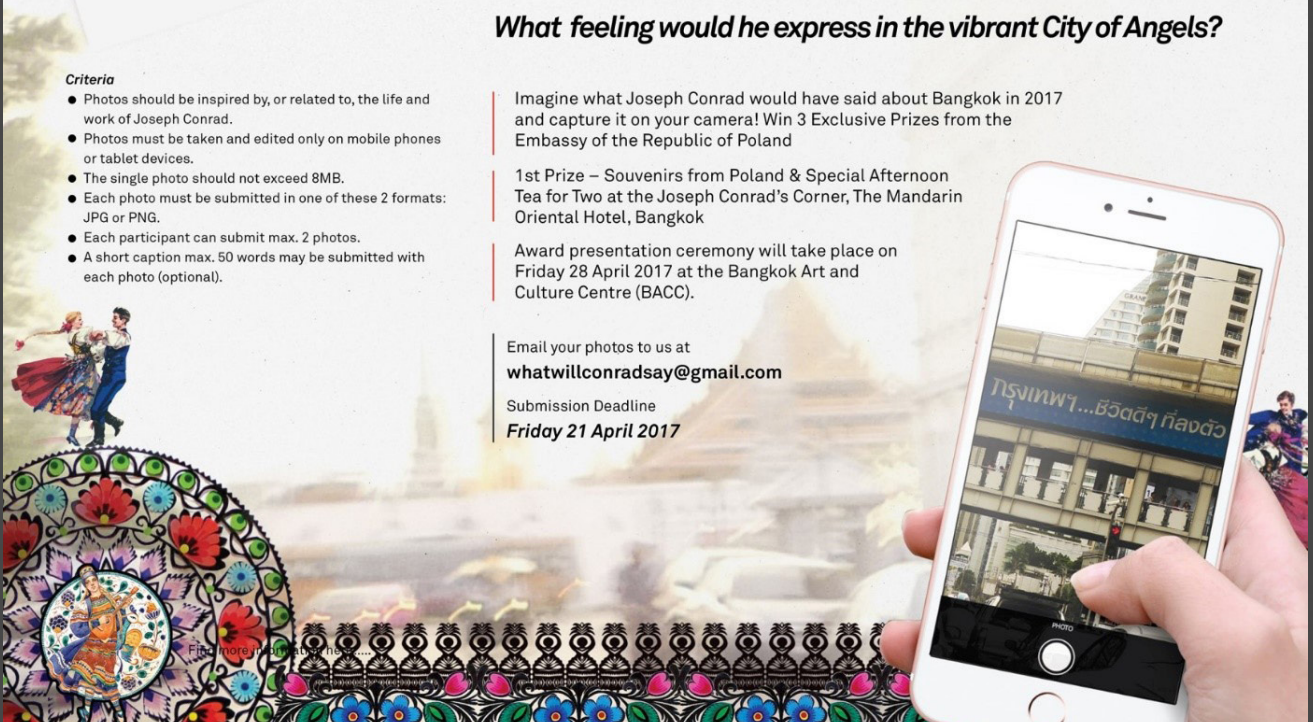 What feeling would he express in the vibrant City of Angels?
Criteria
● Photos should be inspired by, or related to, the life and
work of Joseph Conrad.
● Photos must be taken and edited only on mobile phones
or tablet devices.
● The single photo should not exceed 8MB.
● Each photo must be submitted in one of these 2 formats:
JPG or PNG.
● Each participant can submit max. 2 photos.
● A short caption max. 50 words may be submitted with
each photo (optional).
Imagine what Joseph Conrad would have said about Bangkok in 2017
and capture it on your camera! Win 3 Exclusive Prizes from the
Embassy of the Republic of Poland
1st Prize – Souvenirs from Poland & Special Afternoon
Tea for Two at the Joseph Conrad's Corner, The Mandarin
Oriental Hotel, Bangkok
Award presentation ceremony will take place on
Friday 28 April 2017 at the Bangkok Art and
Culture Centre (BACC).
Email your photos to us at
whatwillconradsay@gmail.com
Submission Deadline
Friday 21 April 2017
กรุงเทพฯ...ชีวิตดีๆ ที่ลงตัว
PHOTO
Find more information here.....